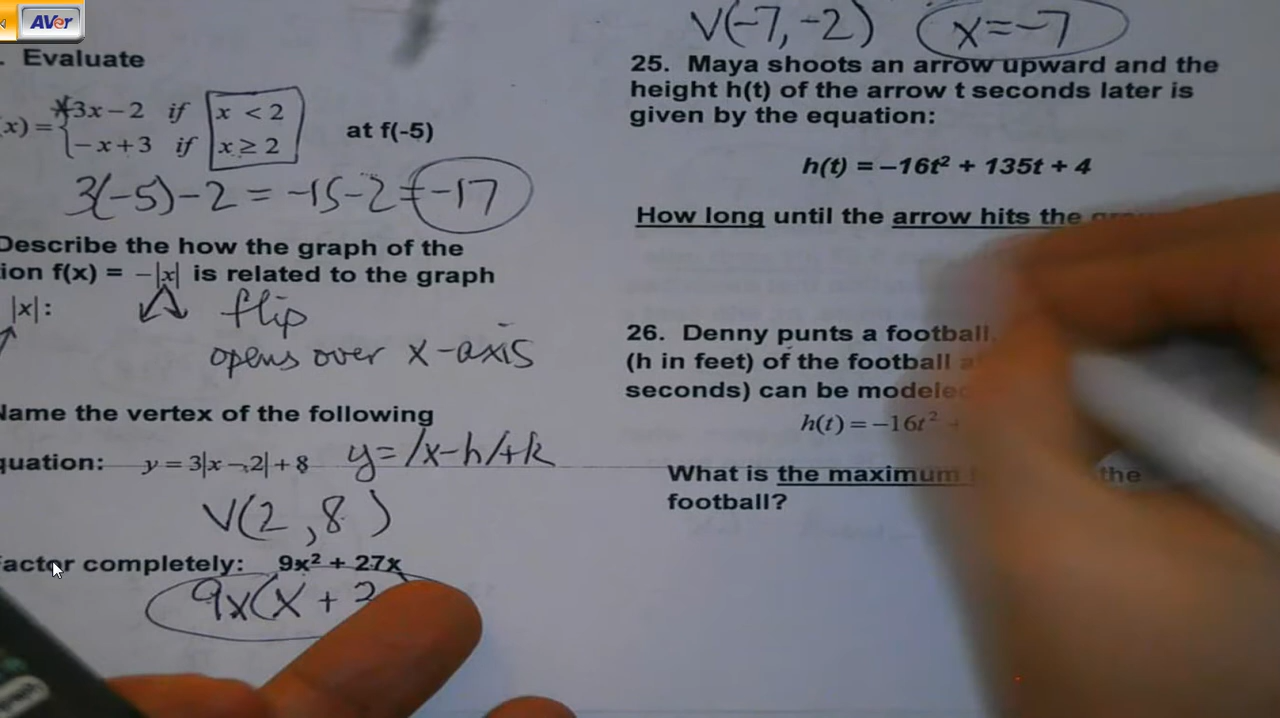 AVer
. Evaluate
x) = 3x – 2 if x < 2
– x + 3 if x ≥ 2
at f(-5)
3(-5) - 2 = -15 - 2 = -17
Describe the how the graph of the
ion f(x) = –|x| is related to the graph
|x|:
flip
opens over x-axis
Name the vertex of the following
quation: y = 3|x – 2| + 8
y = |x-h|+k
V(2, 8)
Factor completely: 9x² + 27x
9x(x +
V(-7, -2) x = -7
25. Maya shoots an arrow upward and the
height h(t) of the arrow t seconds later is
given by the equation:
h(t) = –16t² + 135t + 4
How long until the arrow hits the
26. Denny punts a football.
(h in feet) of the football
seconds) can be modele
h(t) = –16t²
What is the maximum the
football?